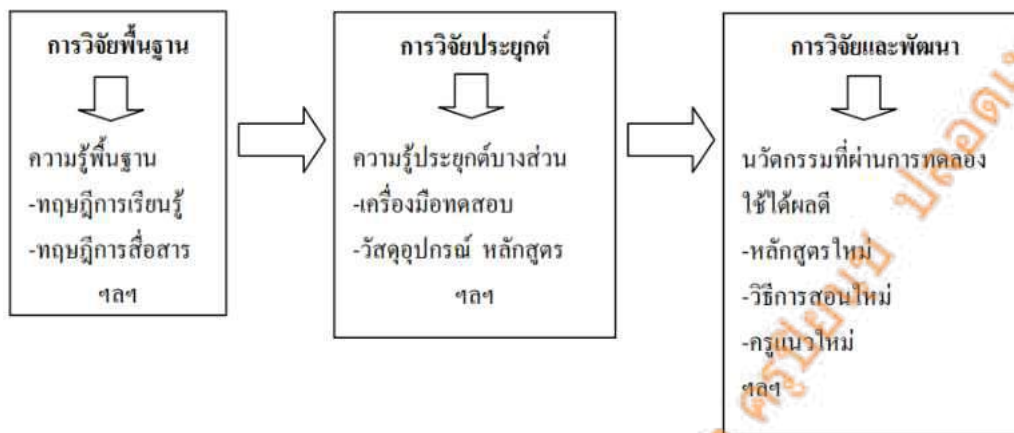 การวิจัยพื้นฐาน
ความรู้พื้นฐาน
-ทฤษฎีการเรียนรู้
-ทฤษฎีการสื่อสาร
ฯลฯ
การวิจัยประยุกต์
ความรู้ประยุกต์บางส่วน
-เครื่องมือทดสอบ
-วัสดุอุปกรณ์ หลักสูตร
ฯลฯ
การวิจัยและพัฒนา
นวัตกรรมที่ผ่านการทดลอง
ใช้ได้ผลดี
-หลักสูตรใหม่
-วิธีการสอนใหม่
-ครูแนวใหม่
ฯลฯ